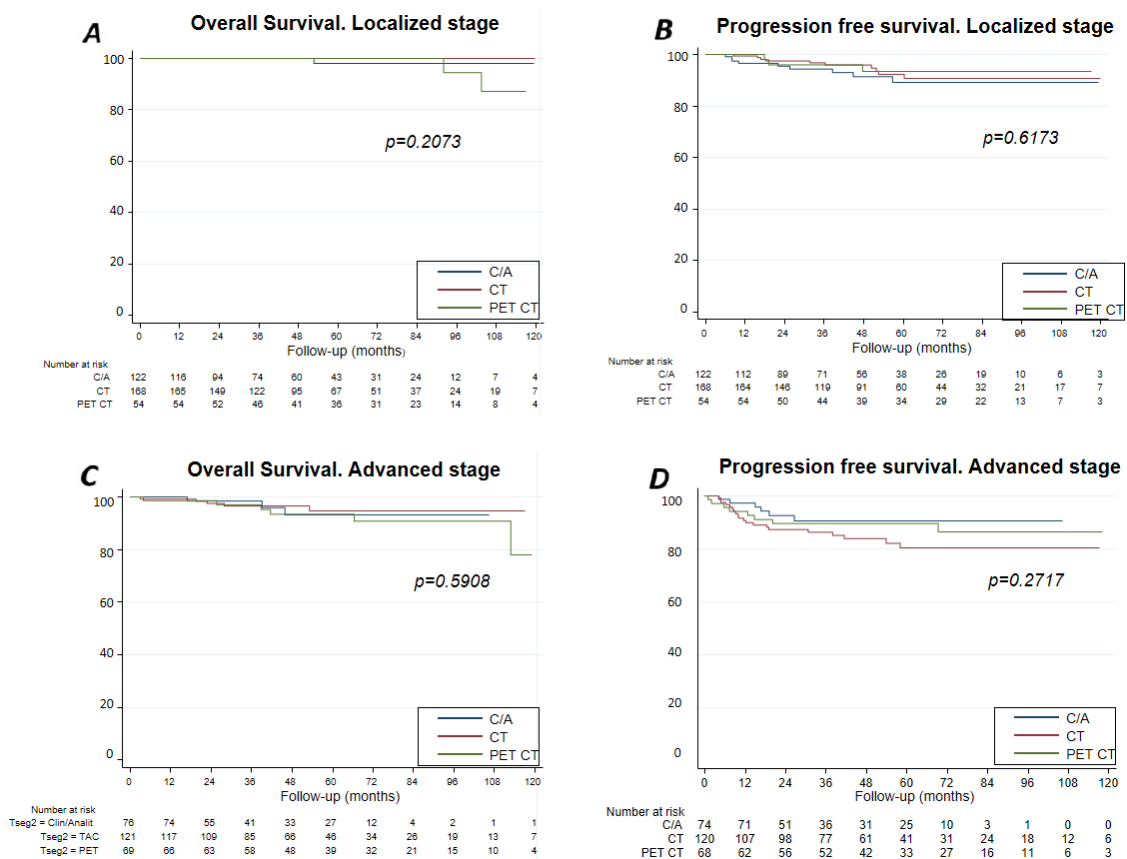 A
Overall Survival. Localized stage
100
80
60
40
20
0
p=0.2073
C/A
CT
PET CT
0 12 24 36 48 60 72 84 96 108 120
Follow-up (months)
Number at risk
C/A 122 116 94 74 60 43 31 24 12 7 4
CT 168 165 149 122 95 67 51 37 24 19 7
PET CT 54 54 52 46 41 36 31 23 14 8 4
B
Progression free survival. Localized stage
100
80
60
40
20
0
p=0.6173
C/A
CT
PET CT
0 12 24 36 48 60 72 84 96 108 120
Follow-up (months)
Number at risk
C/A 122 112 89 71 56 38 26 19 10 6 3
CT 168 164 146 119 91 60 44 32 21 17 7
PET CT 54 54 50 44 39 34 29 22 13 7 3
C
Overall Survival. Advanced stage
100
80
60
40
20
0
p=0.5908
C/A
CT
PET CT
0 12 24 36 48 60 72 84 96 108 120
Follow-up (months)
Number at risk
Tseg2 = Clin/Analit 76 74 55 41 33 27 12 4 2 1 1
Tseg2 = TAC 121 117 109 85 66 46 34 26 19 13 7
Tseg2 = PET 69 66 63 58 48 39 32 21 15 10 4
D
Progression free survival. Advanced stage
100
80
60
40
20
0
p=0.2717
C/A
CT
PET CT
0 12 24 36 48 60 72 84 96 108 120
Follow-up (months)
Number at risk
C/A 74 71 51 36 31 25 10 3 1 0 0
CT 120 107 98 77 61 41 31 24 18 12 6
PET CT 68 62 56 52 42 33 27 16 11 6 3